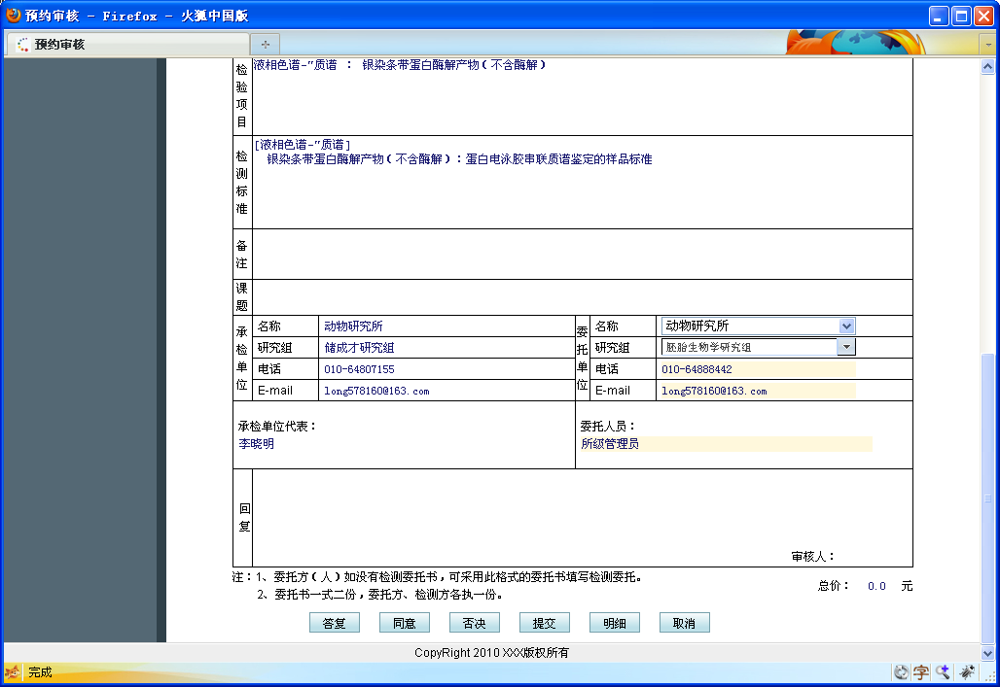 预约审核 - Firefox - 火狐中国版
预约审核
检验项目
液相色谱-"质谱 : 银染条带蛋白酶解产物(不含酶解)
检测标准
[液相色谱-"质谱]
银染条带蛋白酶解产物(不含酶解):蛋白电泳胶串联质谱鉴定的样品标准
备注
课题
承检单位
名称 动物研究所
研究组 储成才研究组
电话 010-64807155
E-mail long578160@163.com
委托单位
名称 动物研究所
研究组 胚胎生物学研究组
电话 010-64888442
E-mail long578160@163.com
承检单位代表:
李晓明
委托人员:
所级管理员
回复
审核人:
注:1、委托方(人)如没有检测委托书,可采用此格式的委托书填写检测委托。
2、委托书一式二份,委托方、检测方各执一份。
总价: 0.0 元
答复 同意 否决 提交 明细 取消
CopyRight 2010 XXX版权所有
完成
字